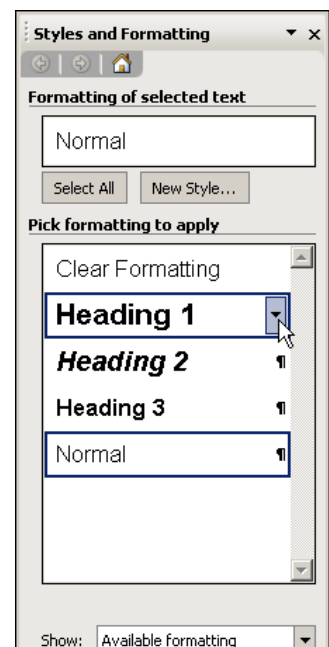 Styles and Formatting
Formatting of selected text
Normal
Select All New Style...
Pick formatting to apply
Clear Formatting
Heading 1
Heading 2 ¶
Heading 3 ¶
Normal ¶
Show: Available formatting